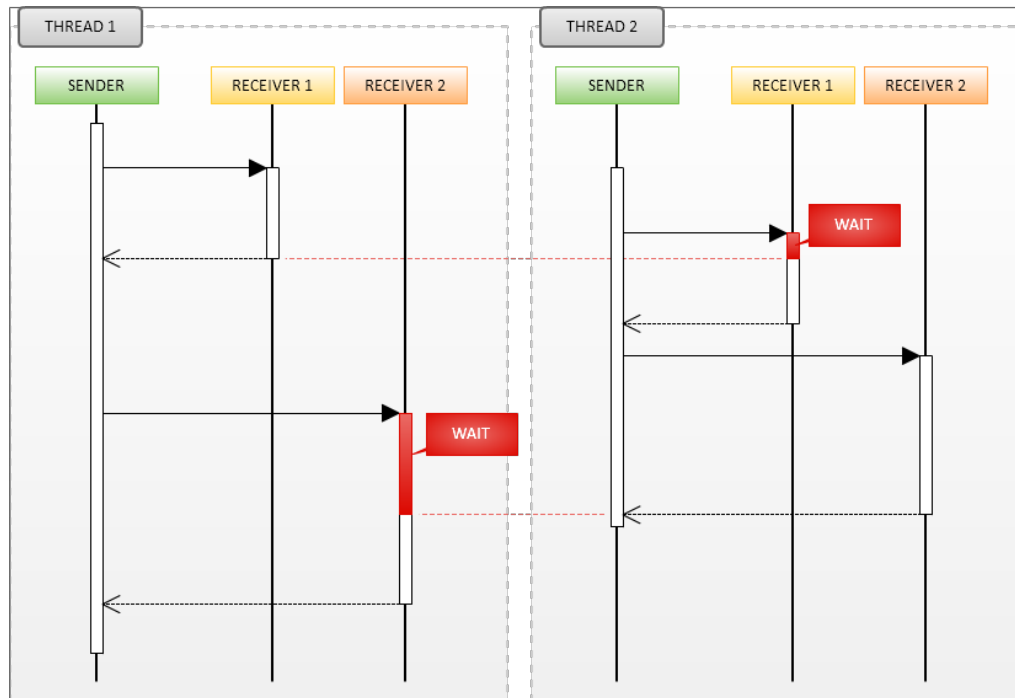 THREAD 1
THREAD 2
SENDER
RECEIVER 1
RECEIVER 2
SENDER
RECEIVER 1
RECEIVER 2
WAIT
WAIT